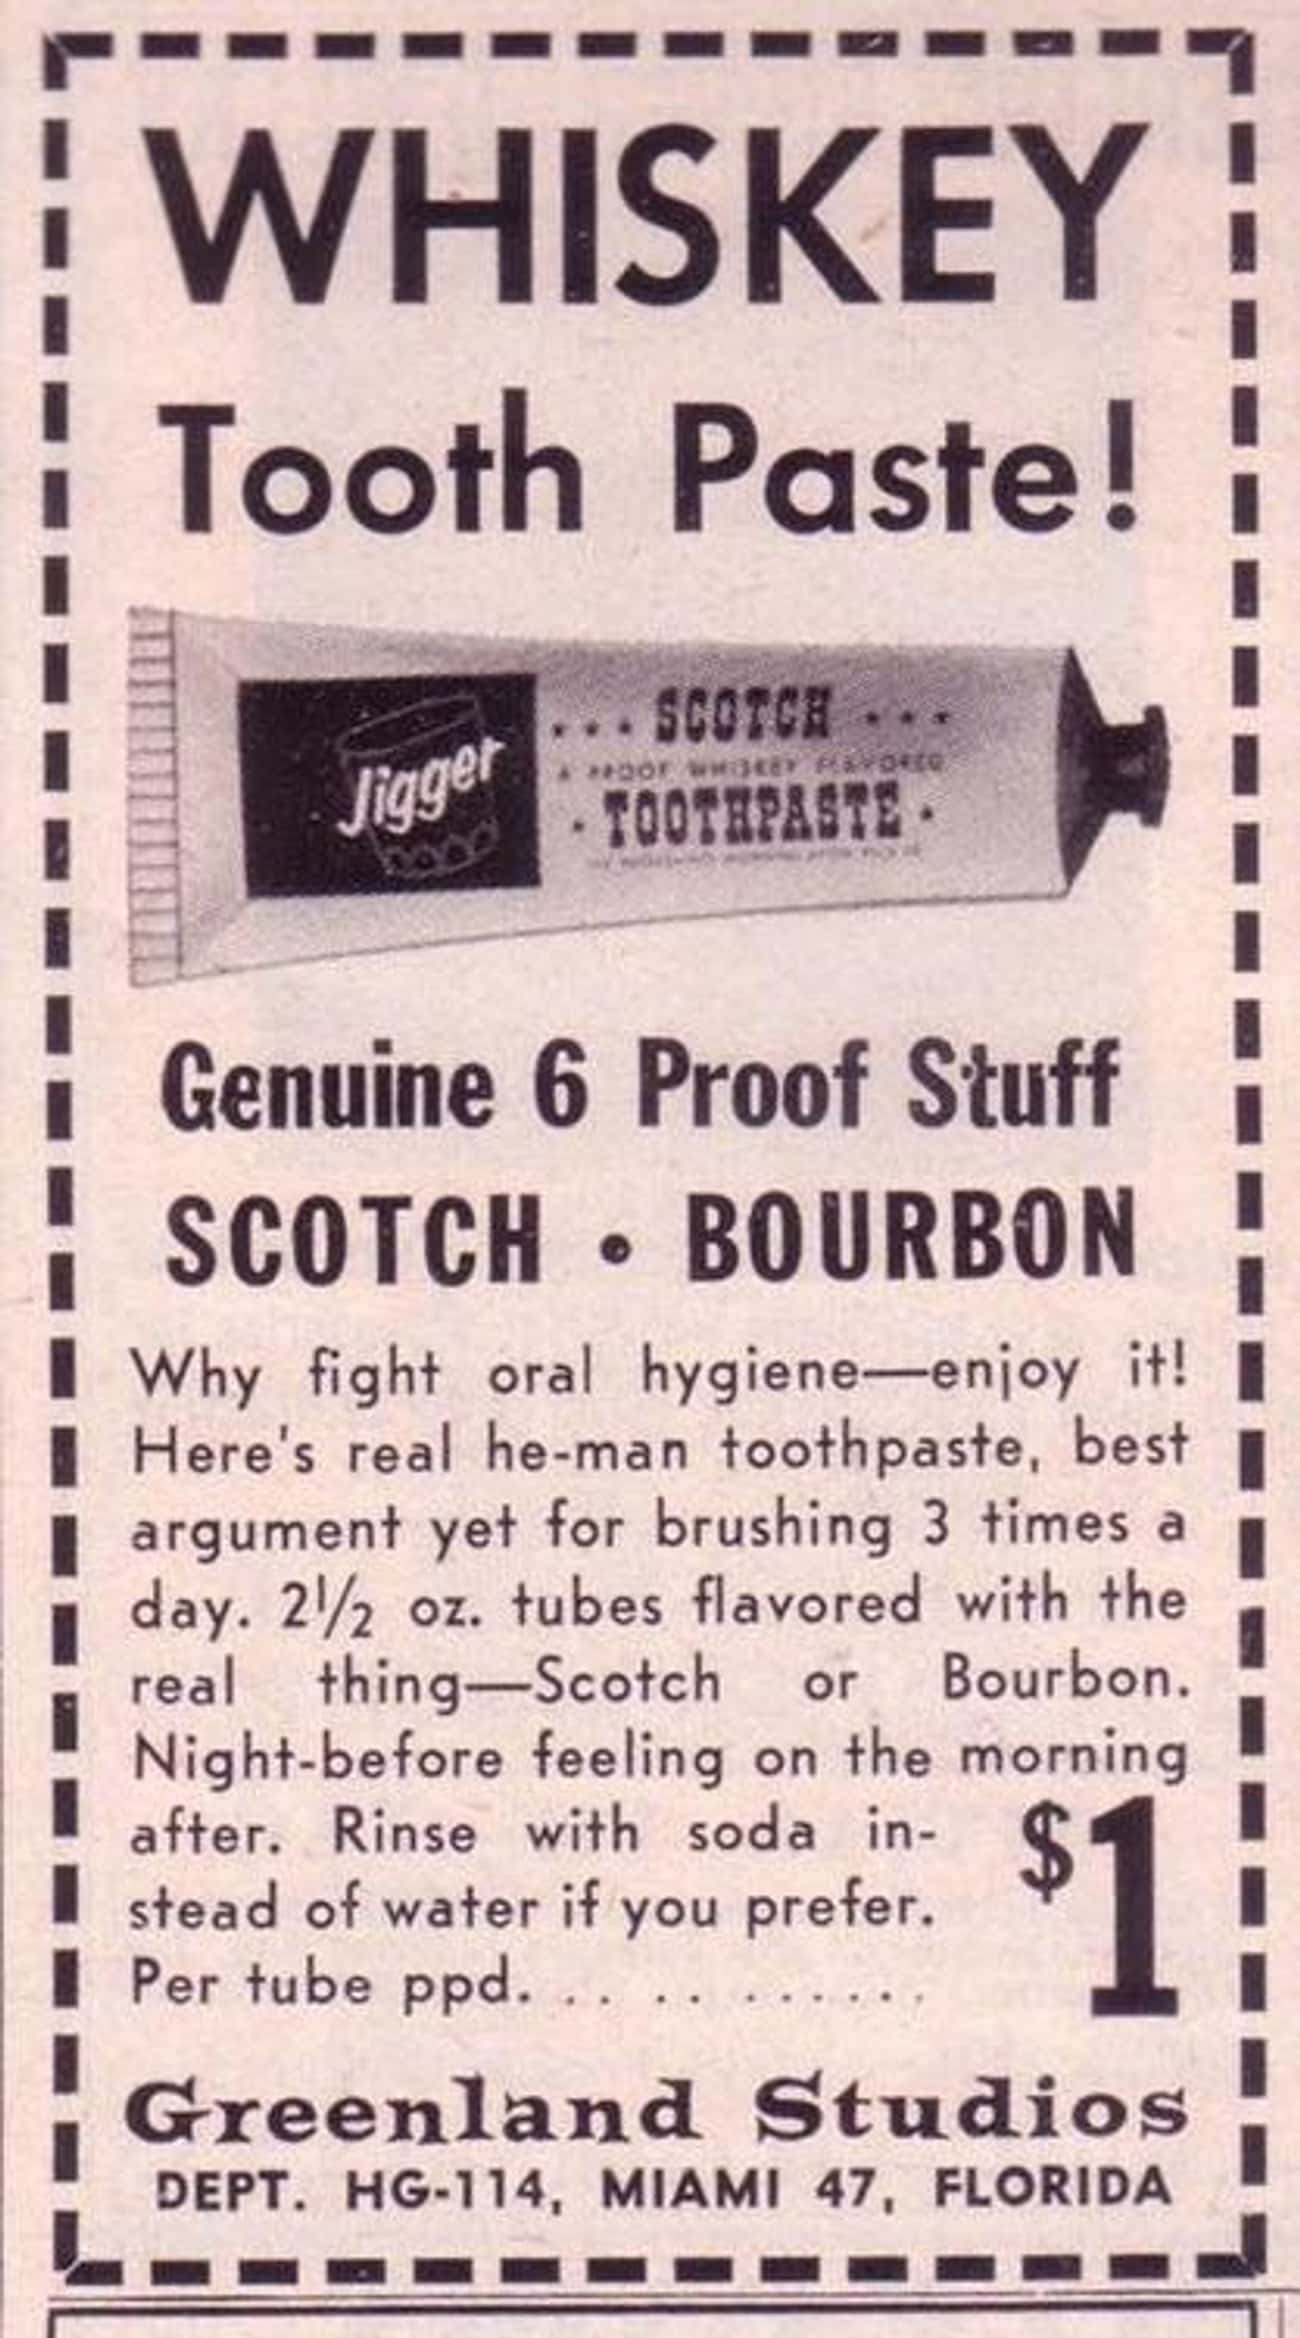 WHISKEY
Tooth Paste!
Jigger
SCOTCH
PROOF WHISKEY FLAVORED
TOOTHPASTE
Genuine 6 Proof Stuff
SCOTCH • BOURBON
Why fight oral hygiene—enjoy it!
Here's real he-man toothpaste, best
argument yet for brushing 3 times a
day. 2½ oz. tubes flavored with the
real thing—Scotch or Bourbon.
Night-before feeling on the morning
after. Rinse with soda in-
stead of water if you prefer.
Per tube ppd. . . . . . . . . . . .
$1
Greenland Studios
DEPT. HG-114, MIAMI 47, FLORIDA